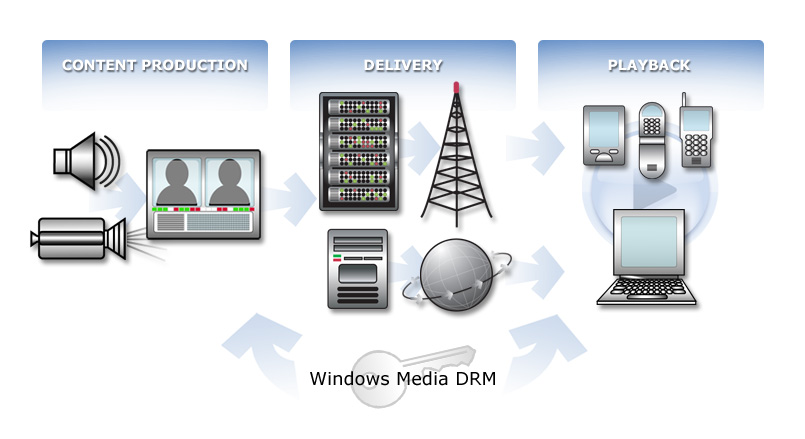 CONTENT PRODUCTION
DELIVERY
PLAYBACK
Windows Media DRM